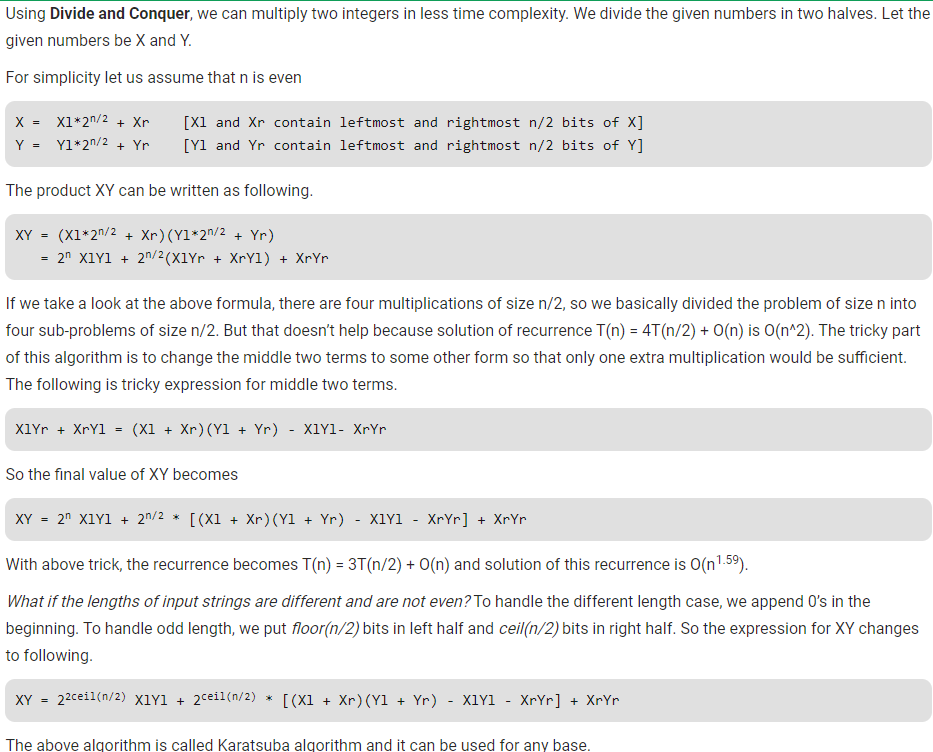 Using Divide and Conquer, we can multiply two integers in less time complexity. We divide the given numbers in two halves. Let the
given numbers be X and Y.
For simplicity let us assume that n is even
X = Xl*2^n/2 + Xr [Xl and Xr contain leftmost and rightmost n/2 bits of X]
Y = Yl*2^n/2 + Yr [Yl and Yr contain leftmost and rightmost n/2 bits of Y]
The product XY can be written as following.
XY = (Xl*2^n/2 + Xr)(Yl*2^n/2 + Yr)
= 2^n XlYl + 2^n/2(XlYr + XrYl) + XrYr
If we take a look at the above formula, there are four multiplications of size n/2, so we basically divided the problem of size n into
four sub-problems of size n/2. But that doesn’t help because solution of recurrence T(n) = 4T(n/2) + O(n) is O(n^2). The tricky part
of this algorithm is to change the middle two terms to some other form so that only one extra multiplication would be sufficient.
The following is tricky expression for middle two terms.
XlYr + XrYl = (Xl + Xr)(Yl + Yr) - XlYl- XrYr
So the final value of XY becomes
XY = 2^n XlYl + 2^n/2 * [(Xl + Xr)(Yl + Yr) - XlYl - XrYr] + XrYr
With above trick, the recurrence becomes T(n) = 3T(n/2) + O(n) and solution of this recurrence is O(n^1.59).
What if the lengths of input strings are different and are not even? To handle the different length case, we append 0’s in the
beginning. To handle odd length, we put floor(n/2) bits in left half and ceil(n/2) bits in right half. So the expression for XY changes
to following.
XY = 2^2ceil(n/2) XlYl + 2^ceil(n/2) * [(Xl + Xr)(Yl + Yr) - XlYl - XrYr] + XrYr
The above algorithm is called Karatsuba algorithm and it can be used for any base.